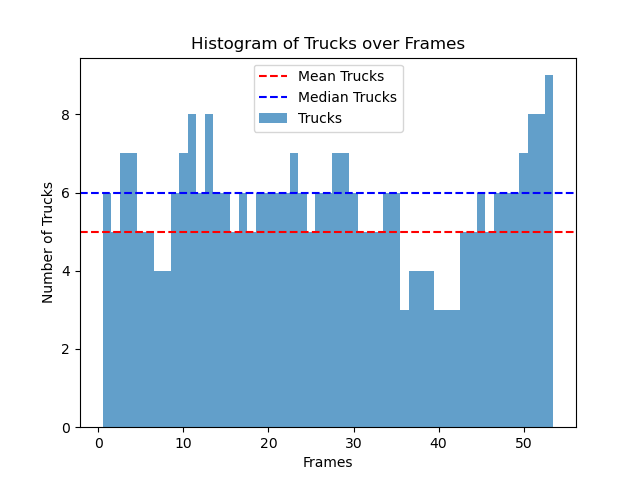 Histogram of Trucks over Frames
Mean Trucks
Median Trucks
Trucks
Number of Trucks
8
6
4
2
0
0 10 20 30 40 50
Frames